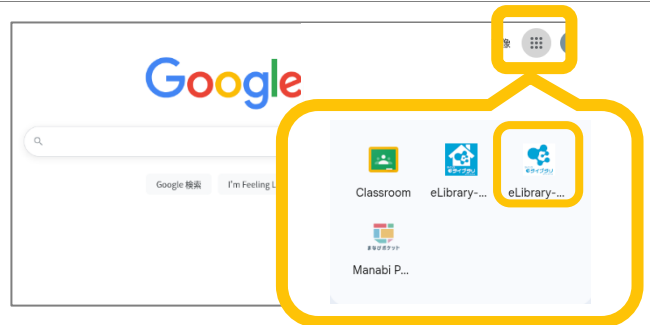 像
Google
Google 検索
I'm Feeling L
Classroom
eLibrary-...
eLibrary-...
まなびポケット
Manabi P...